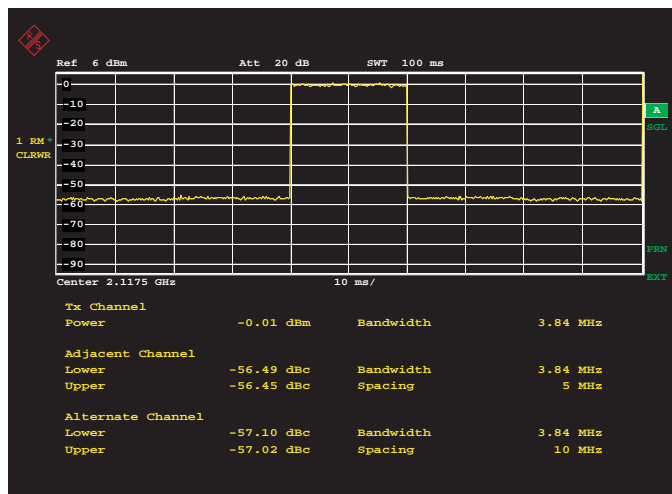 R
S
Ref 6 dBm Att 20 dB SWT 100 ms
0
-10
A
-20
SGL
-30
1 RM *
CLRWR
-40
-50
-60
-70
-80
PRN
-90
EXT
Center 2.1175 GHz 10 ms/
Tx Channel
Power -0.01 dBm Bandwidth 3.84 MHz
Adjacent Channel
Lower -56.49 dBc Bandwidth 3.84 MHz
Upper -56.45 dBc Spacing 5 MHz
Alternate Channel
Lower -57.10 dBc Bandwidth 3.84 MHz
Upper -57.02 dBc Spacing 10 MHz